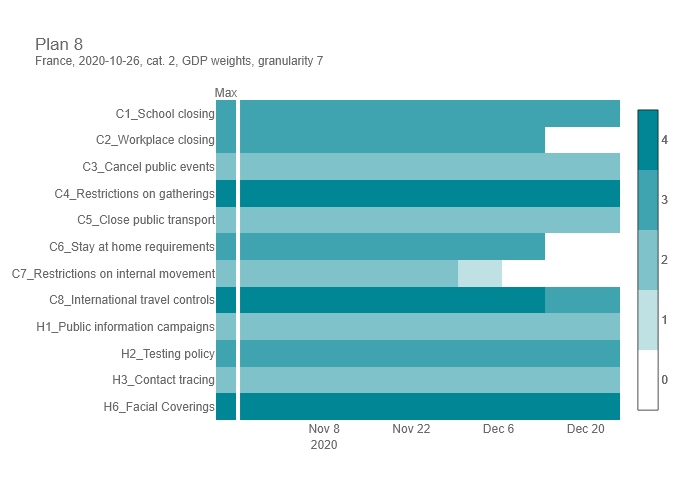 Plan 8
France, 2020-10-26, cat. 2, GDP weights, granularity 7
Max
C1_School closing
C2_Workplace closing
C3_Cancel public events
C4_Restrictions on gatherings
C5_Close public transport
C6_Stay at home requirements
C7_Restrictions on internal movement
C8_International travel controls
H1_Public information campaigns
H2_Testing policy
H3_Contact tracing
H6_Facial Coverings
Nov 8 Nov 22 Dec 6 Dec 20
2020
4
3
2
1
0